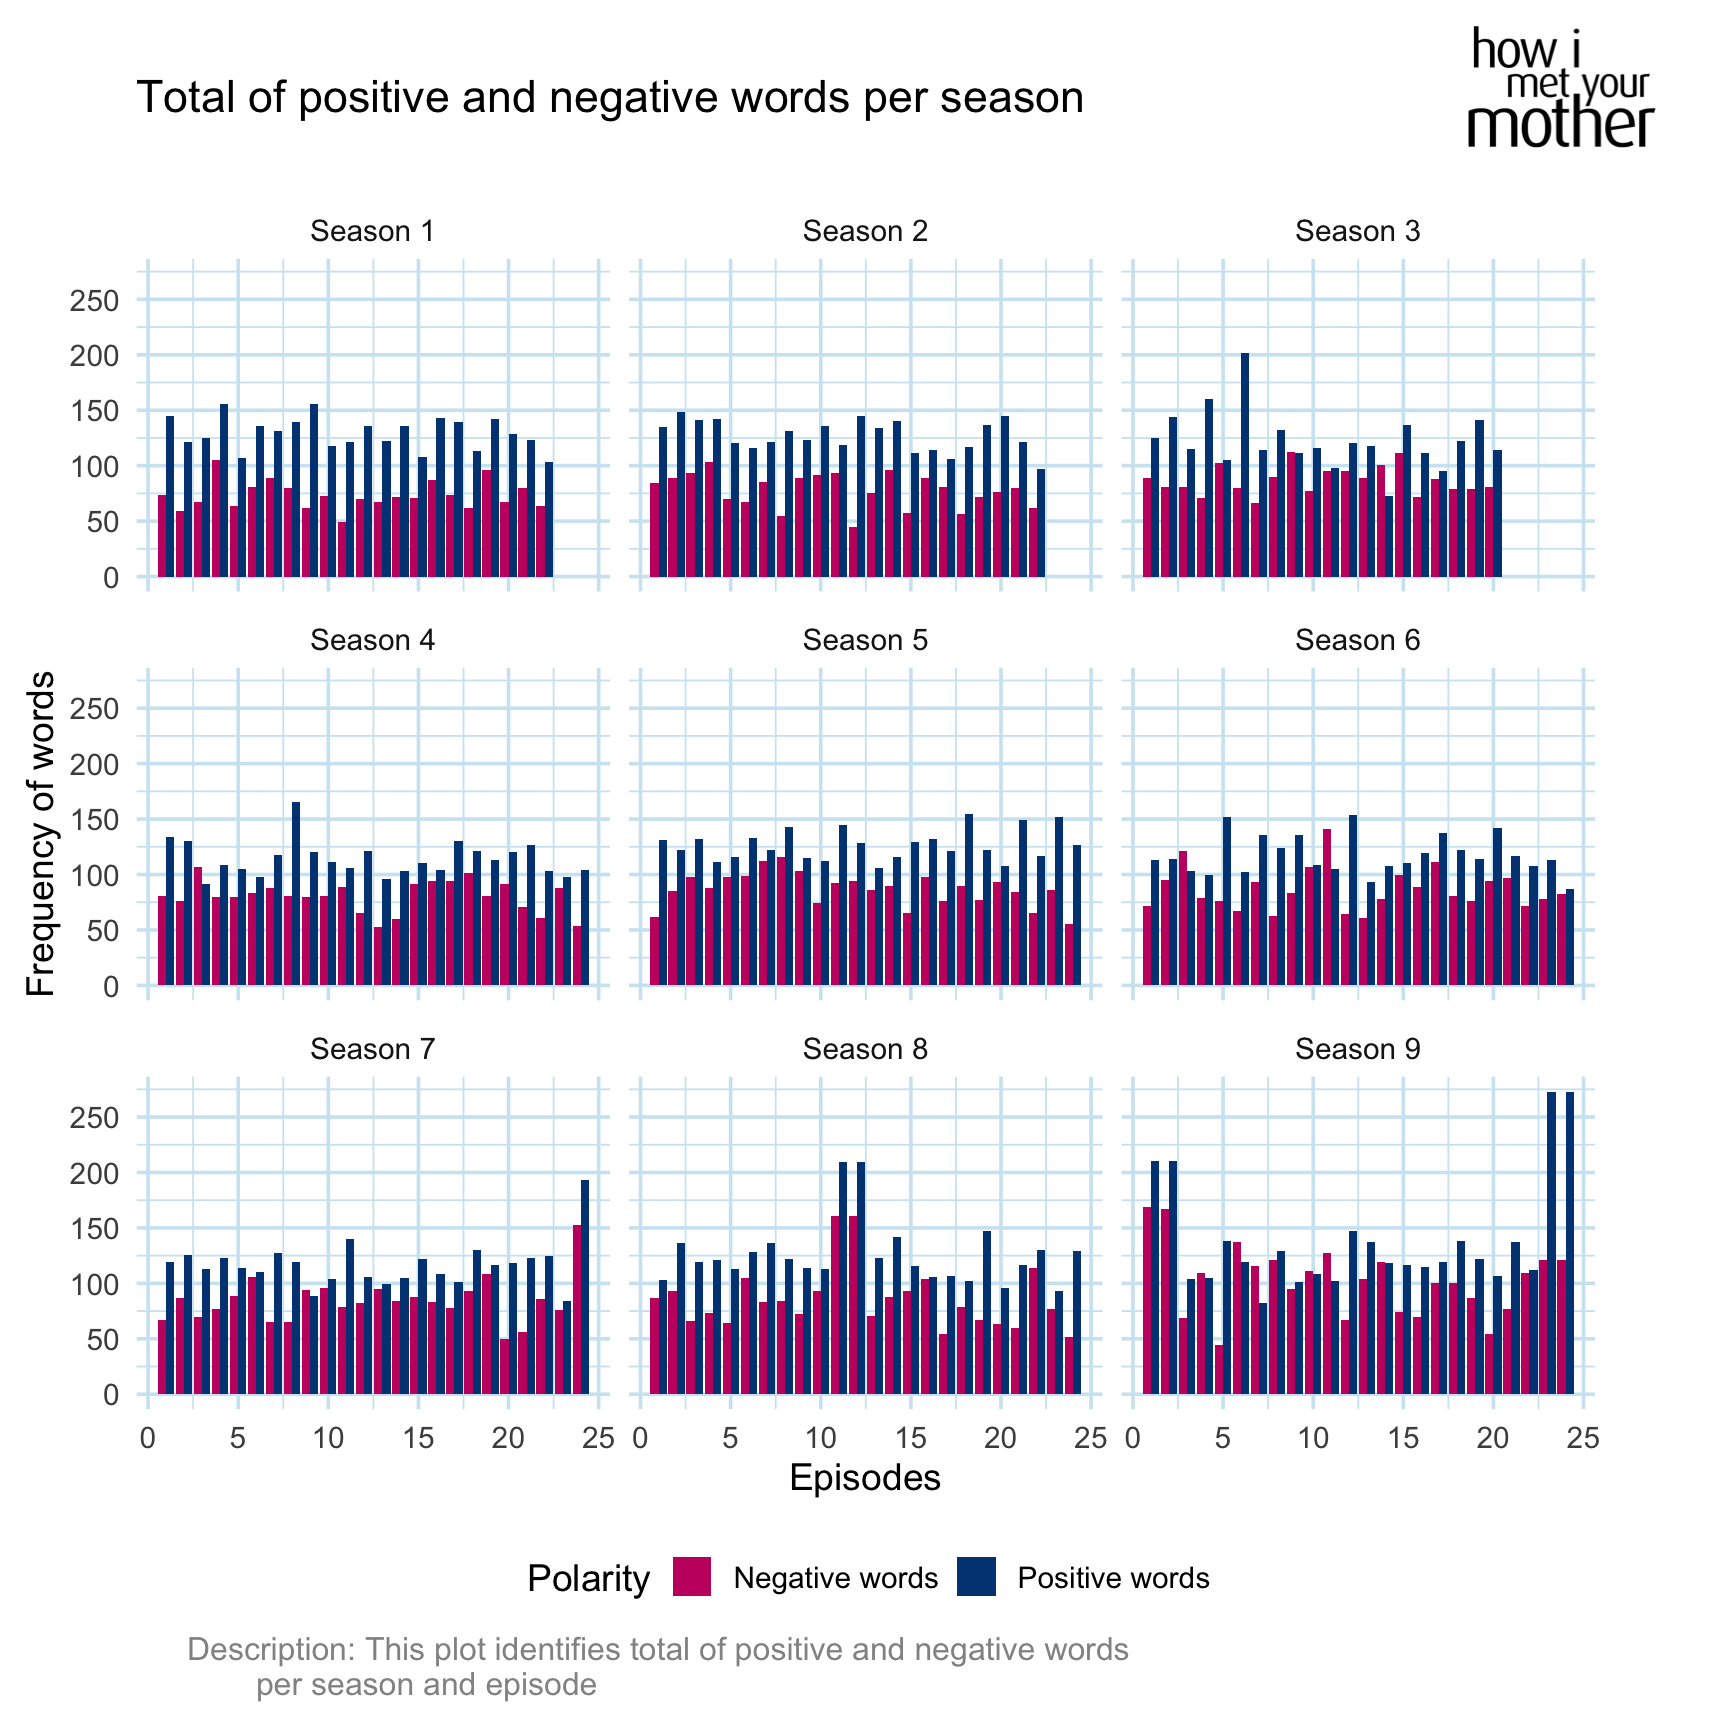 how i
met your
mother
Total of positive and negative words per season
Season 1
Season 2
Season 3
250
200
150
100
50
0
Season 4
Season 5
Season 6
250
200
150
100
50
0
Season 7
Season 8
Season 9
250
200
150
100
50
0
Frequency of words
0 5 10 15 20 25 0 5 10 15 20 25 0 5 10 15 20 25
Episodes
Polarity Negative words Positive words
Description: This plot identifies total of positive and negative words
per season and episode